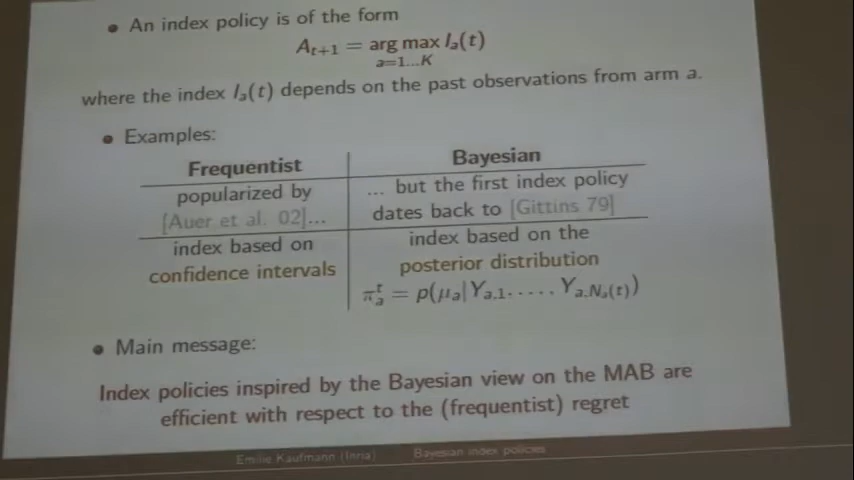 An index policy is of the form
A_{t+1} = arg max I_a(t)
a=1...K
where the index I_a(t) depends on the past observations from arm a.
Examples:
Frequentist
Bayesian
popularized by
[Auer et al. 02]...
... but the first index policy
dates back to [Gittins 79]
index based on
confidence intervals
index based on the
posterior distribution
π_a^t = p(μ_a|Y_{a,1}, . . . , Y_{a,N_a(t)})
Main message:
Index policies inspired by the Bayesian view on the MAB are
efficient with respect to the (frequentist) regret
Emilie Kaufmann (Inria) Bayesian index policies